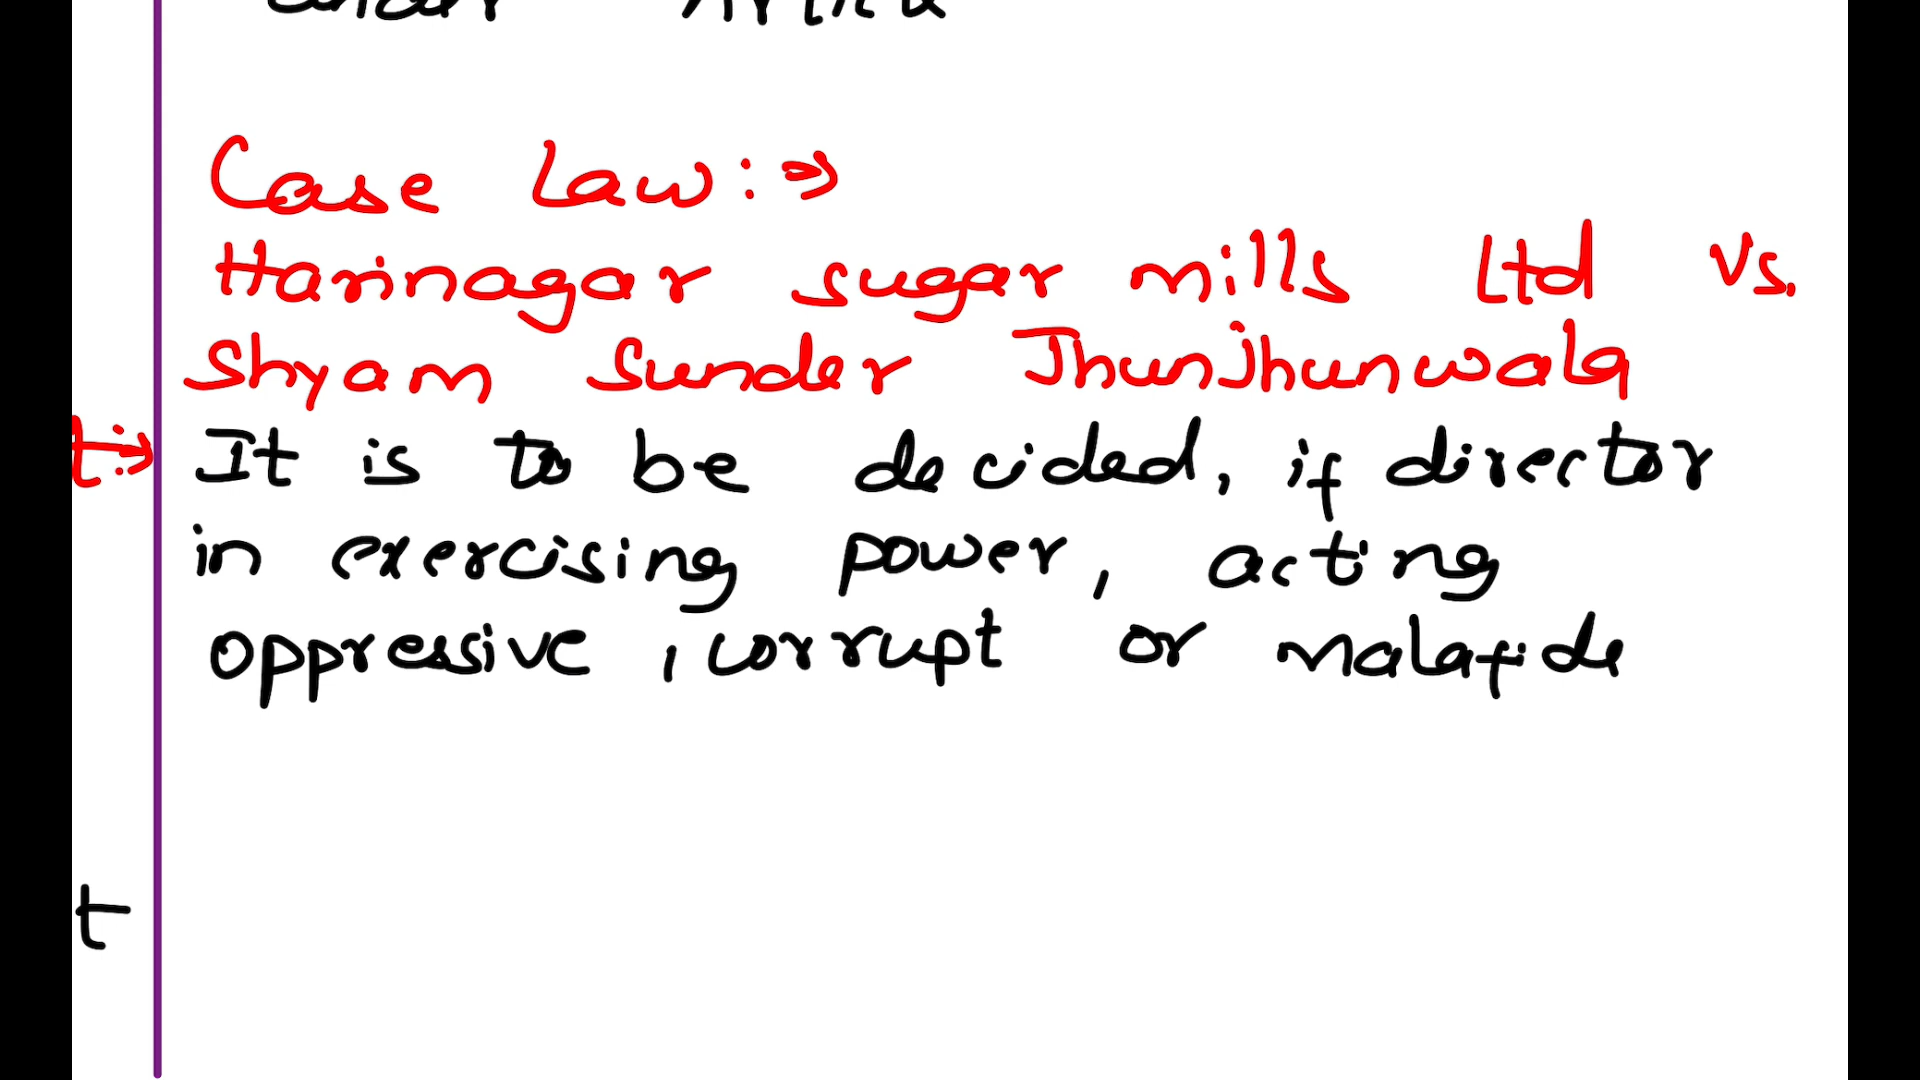 Case Law :⇒
Harinagar sugar mills Ltd Vs.
Shyam Sunder Jhunjhunwala
t:⇒ It is to be decided, if director
in exercising power, acting
oppressive, corrupt or malafide
t